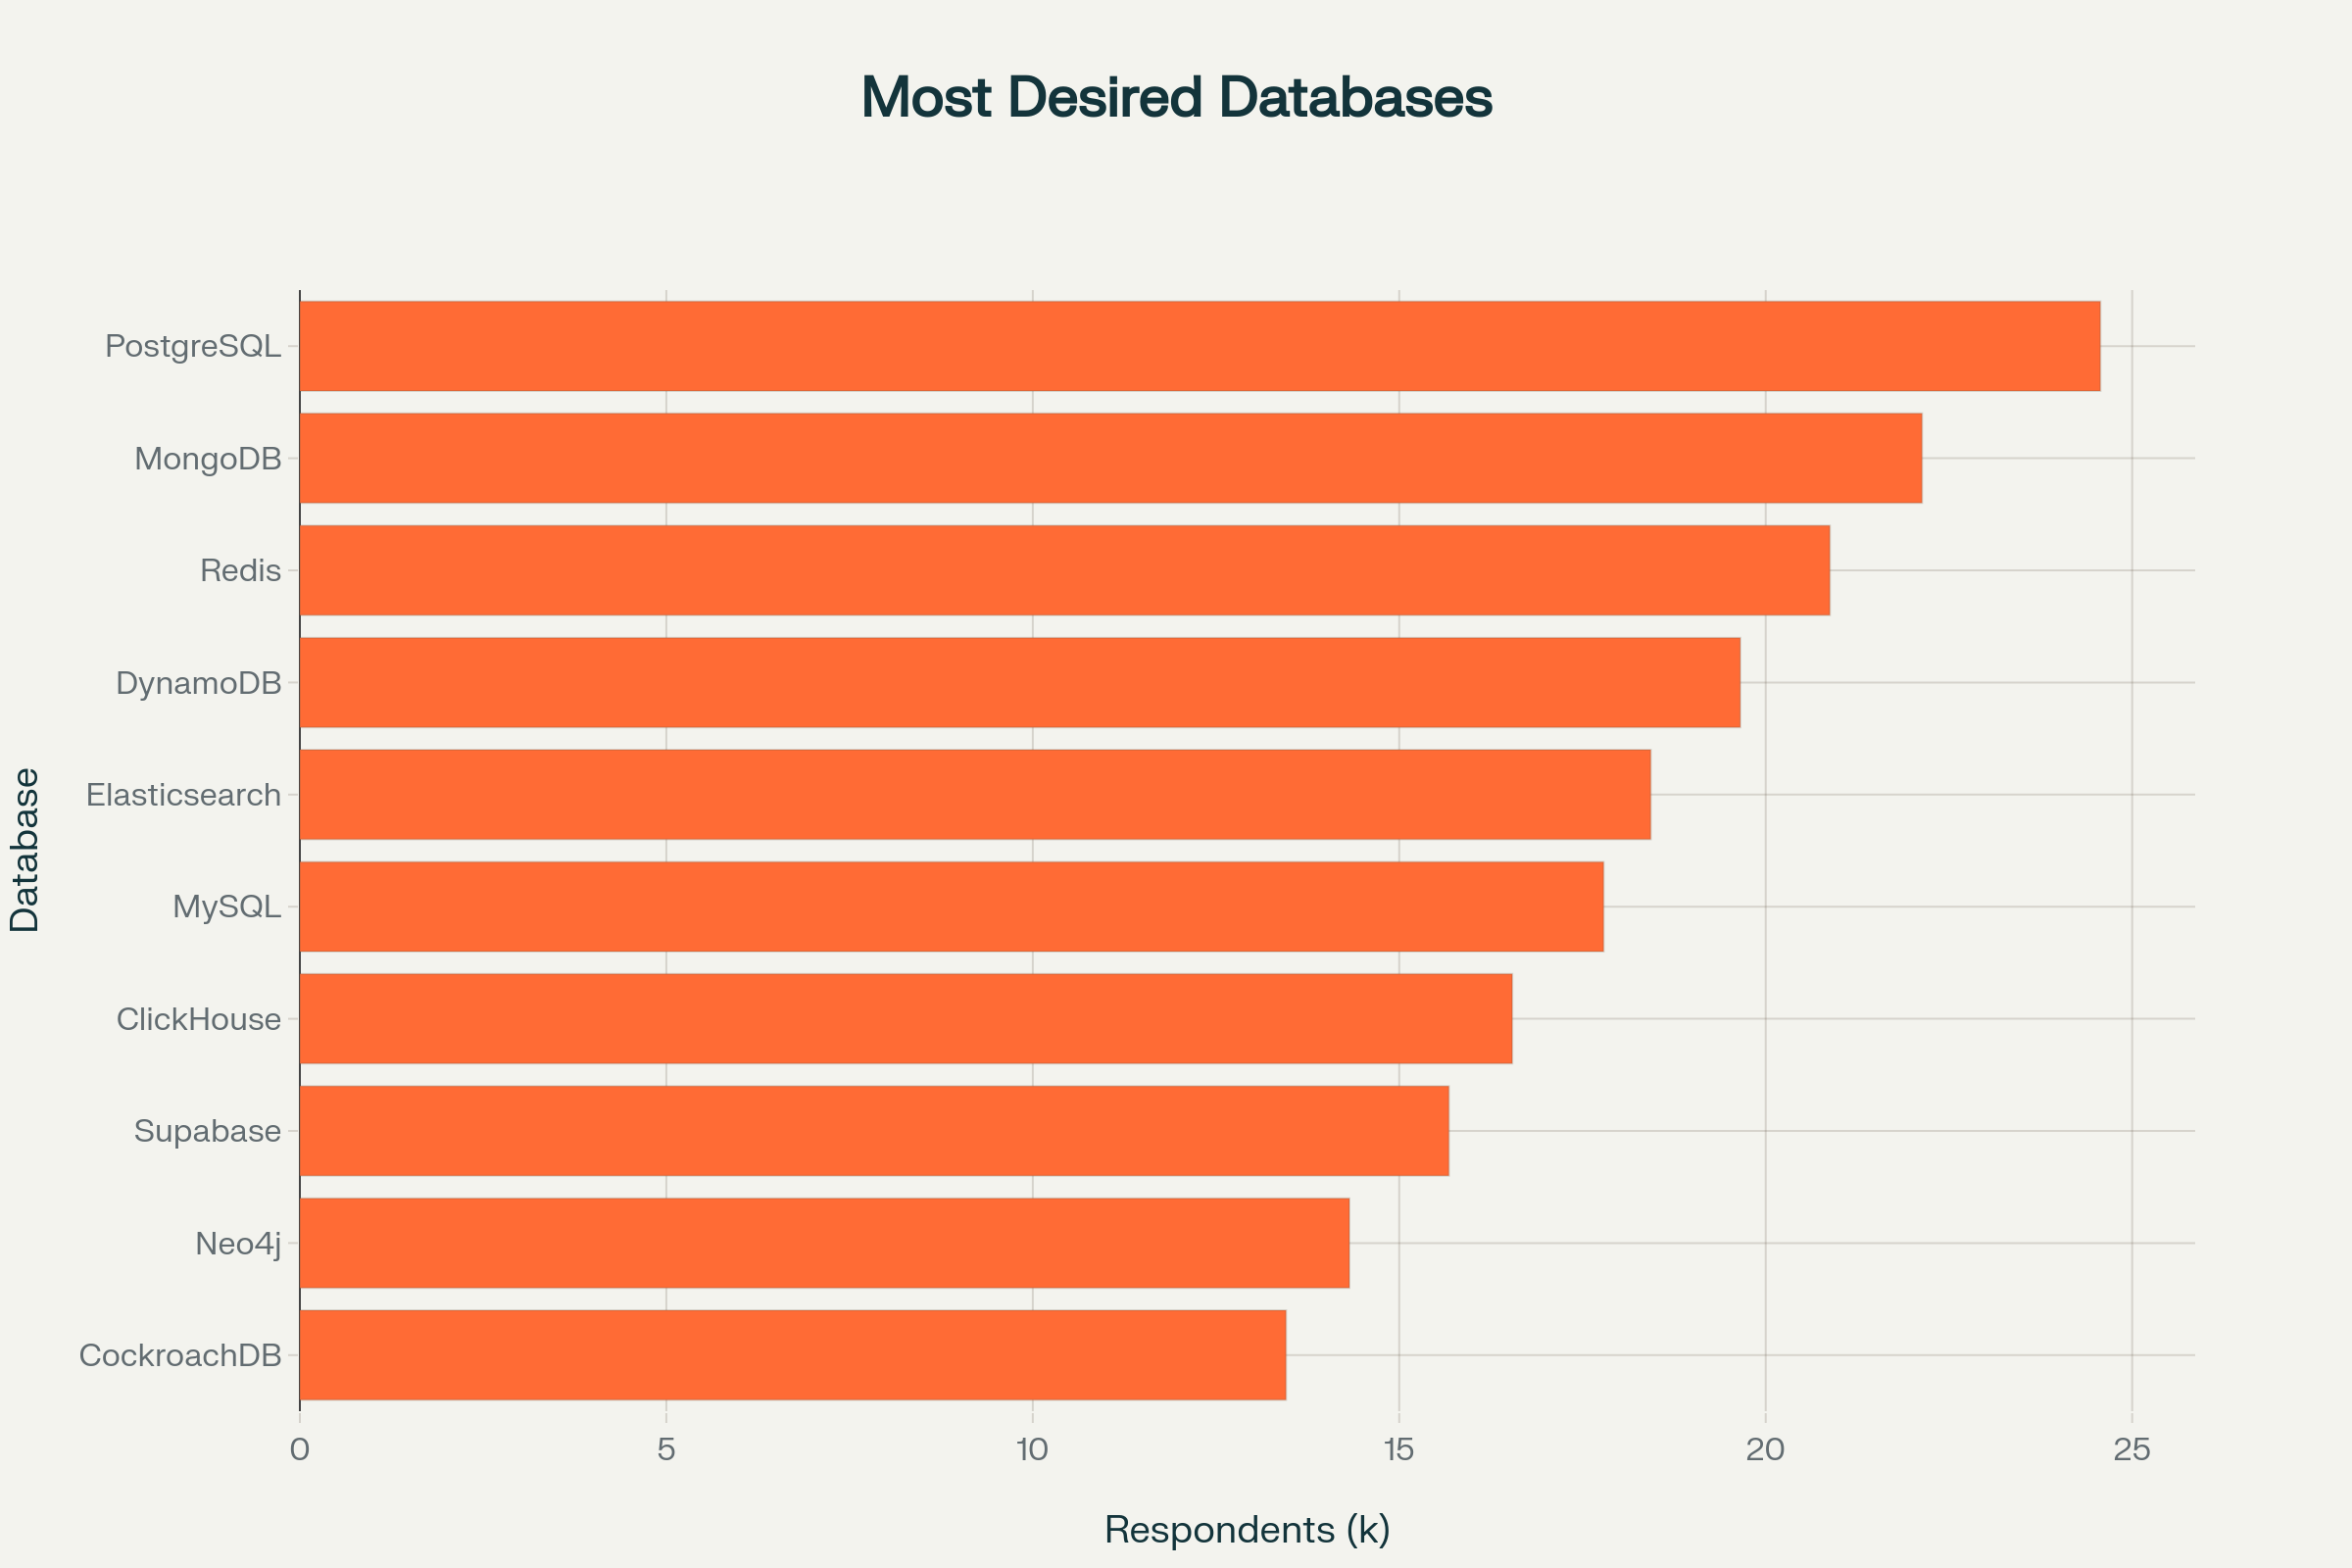 Most Desired Databases
Database
PostgreSQL
MongoDB
Redis
DynamoDB
Elasticsearch
MySQL
ClickHouse
Supabase
Neo4j
CockroachDB
0 5 10 15 20 25
Respondents (k)